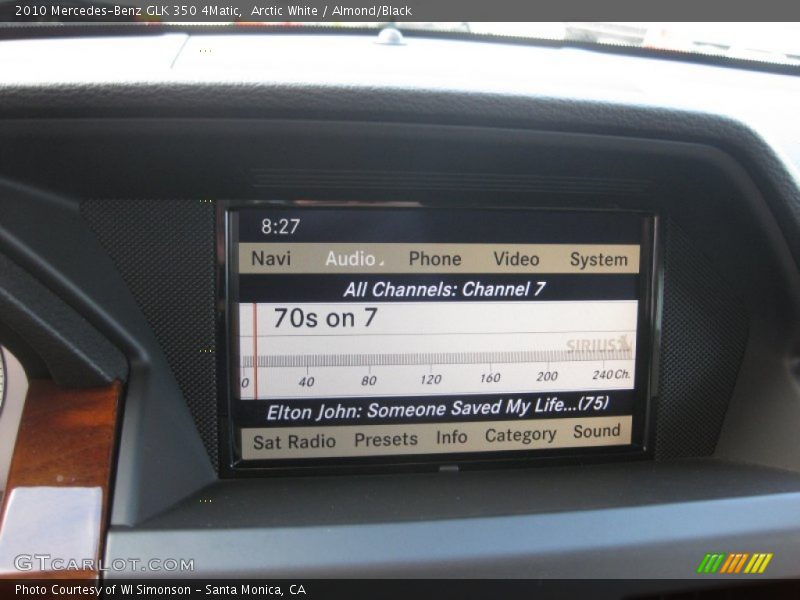 2010 Mercedes-Benz GLK 350 4Matic,  Arctic White / Almond/Black
8:27
Navi Audio Phone Video System
All Channels: Channel 7
70s on 7
SIRIUS
0 40 80 120 160 200 240 Ch.
Elton John: Someone Saved My Life...(75)
Sat Radio Presets Info Category Sound
GTCARLOT.COM
Photo Courtesy of WI Simonson - Santa Monica, CA